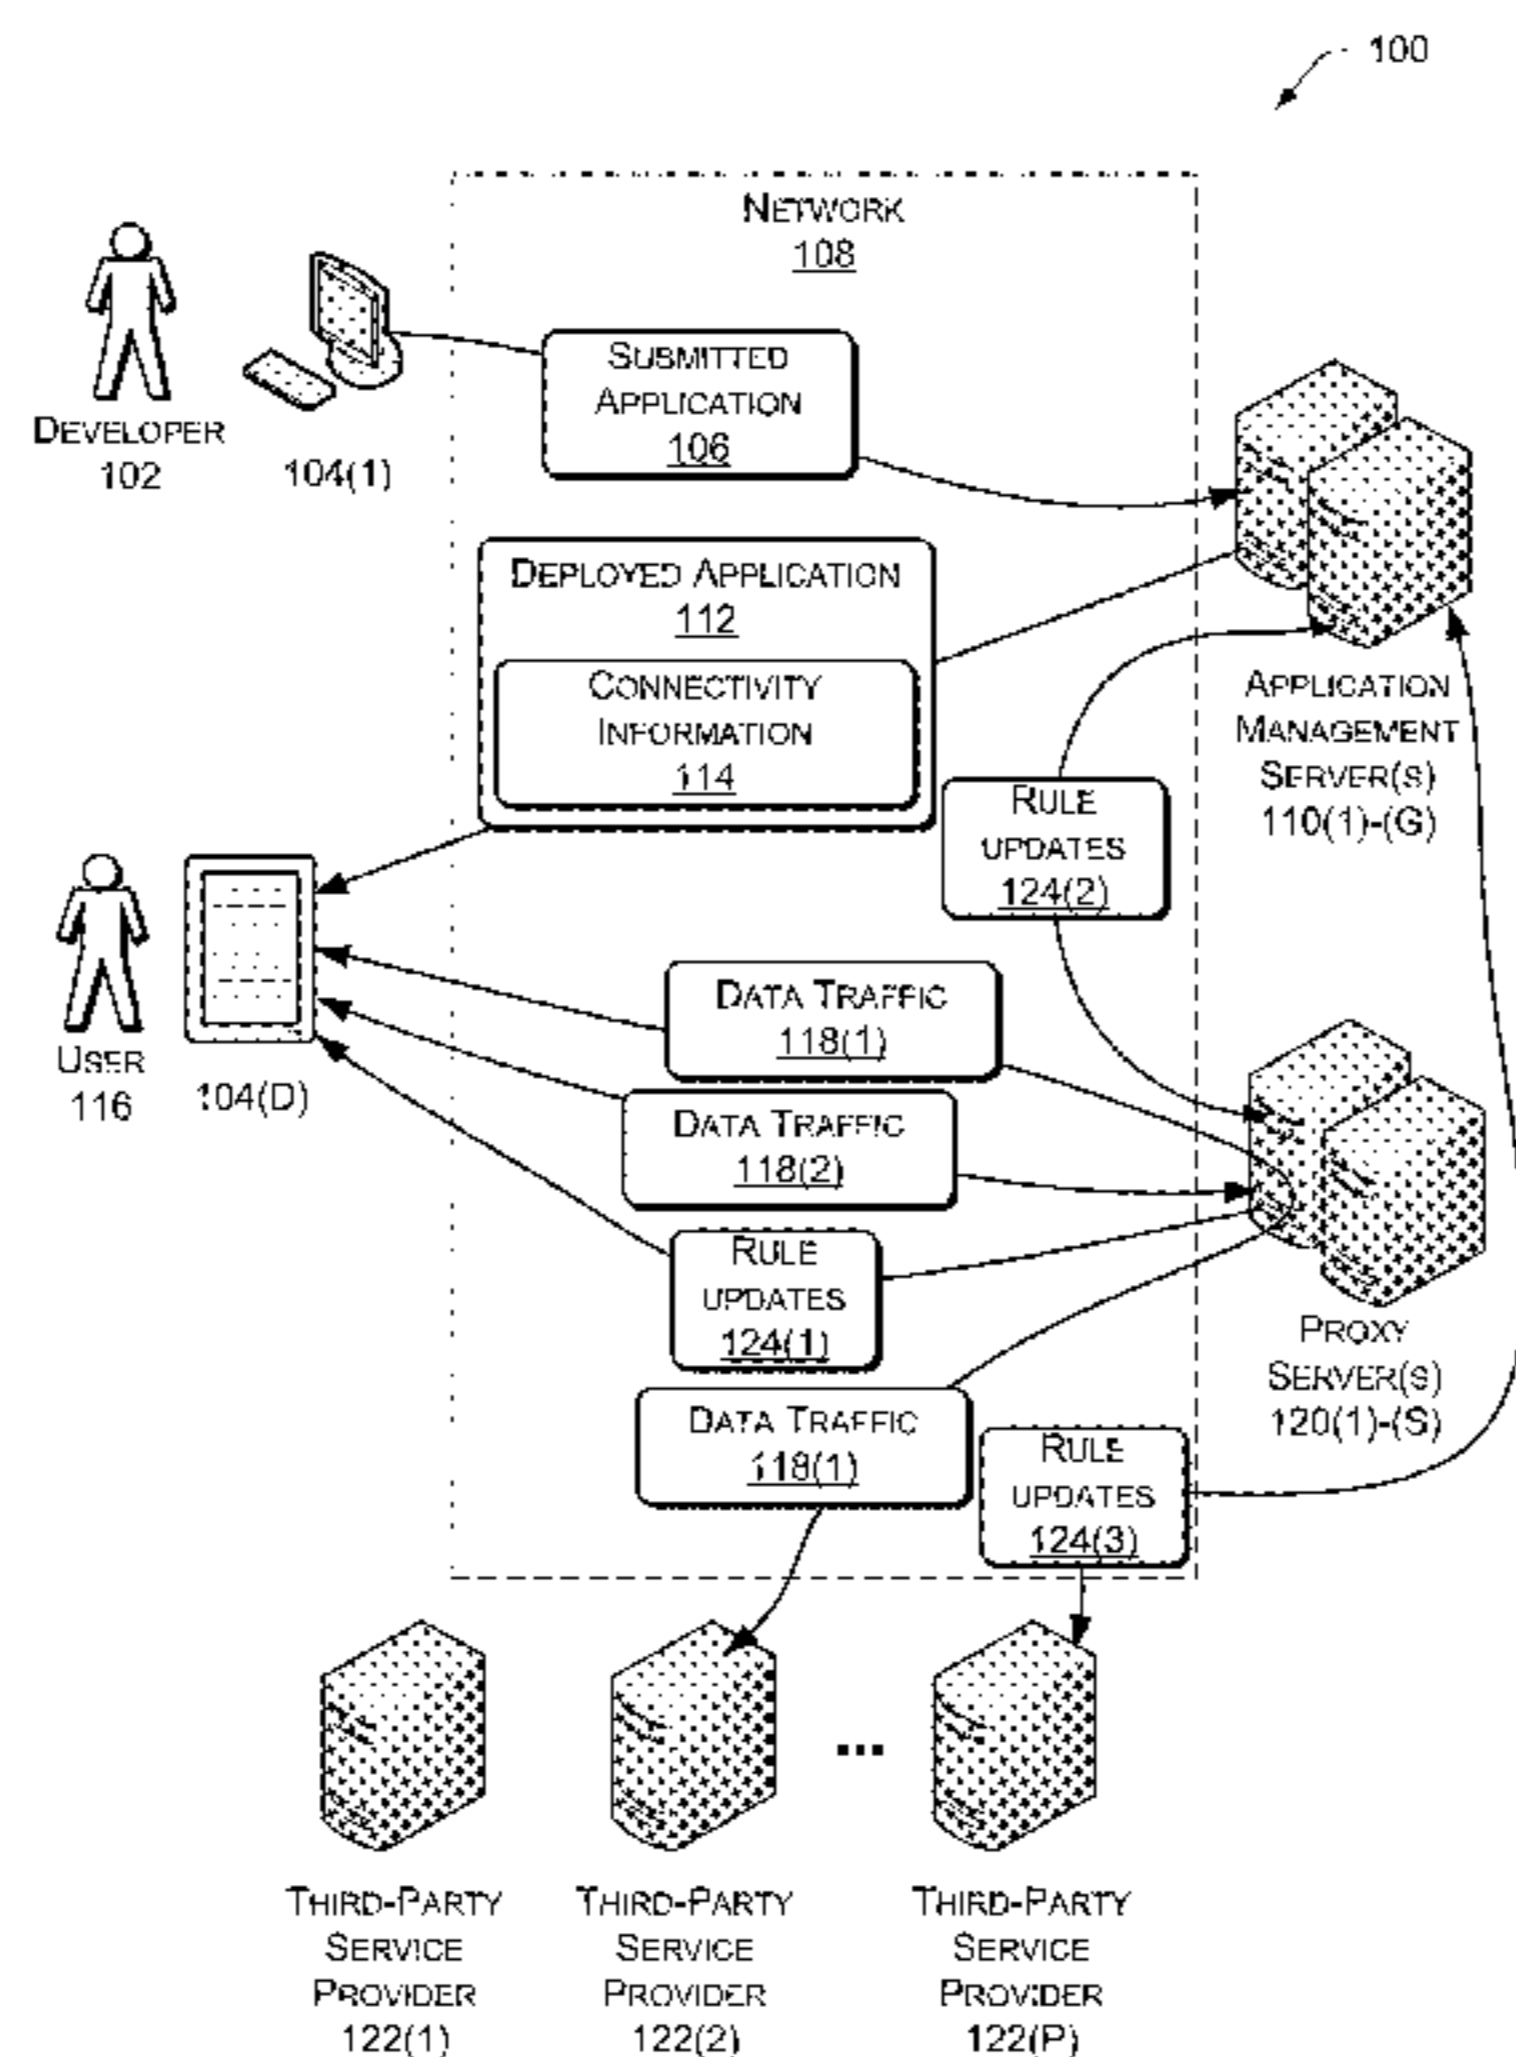 100
NETWORK
108
SUBMITTED
APPLICATION
106
DEVELOPER
102
104(1)
DEPLOYED APPLICATION
112
CONNECTIVITY
INFORMATION
114
APPLICATION
MANAGEMENT
SERVER(S)
110(1)-(G)
RULE
UPDATES
124(2)
USER
116
104(D)
DATA TRAFFIC
118(1)
DATA TRAFFIC
118(2)
RULE
UPDATES
124(1)
PROXY
SERVER(S)
120(1)-(S)
DATA TRAFFIC
118(1)
RULE
UPDATES
124(3)
...
THIRD-PARTY
SERVICE
PROVIDER
122(1)
THIRD-PARTY
SERVICE
PROVIDER
122(2)
THIRD-PARTY
SERVICE
PROVIDER
122(P)